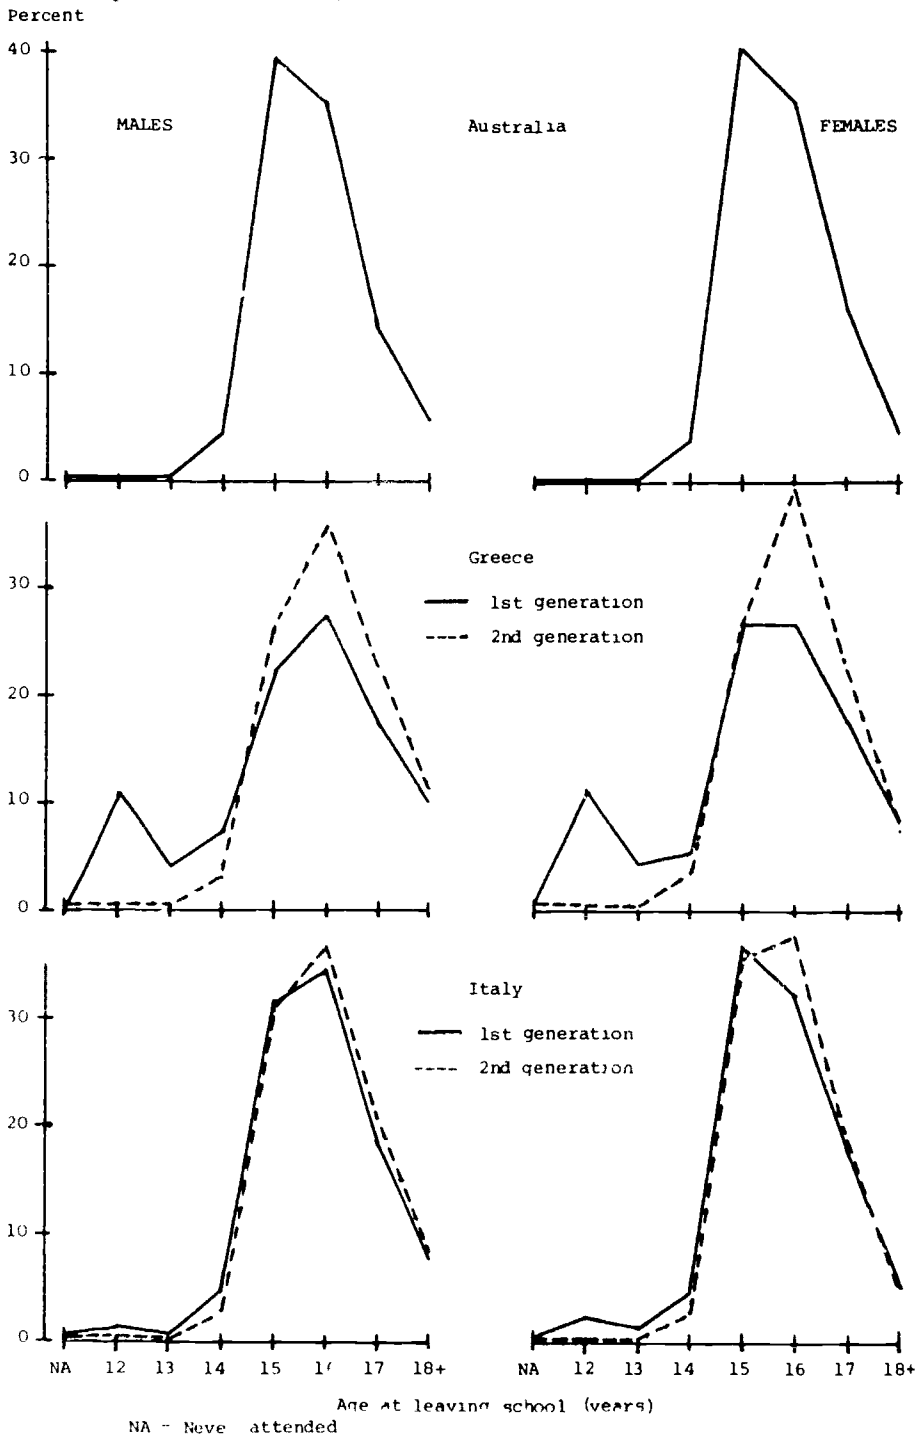 Percent
40
MALES
Australia
FEMALES
30
20
10
0
Greece
30
1st generation
2nd generation
20
10
0
Italy
30
1st generation
2nd generation
20
10
0
NA 12 13 14 15 16 17 18+
NA 12 13 14 15 16 17 18+
Age at leaving school (years)
NA - Neve attended